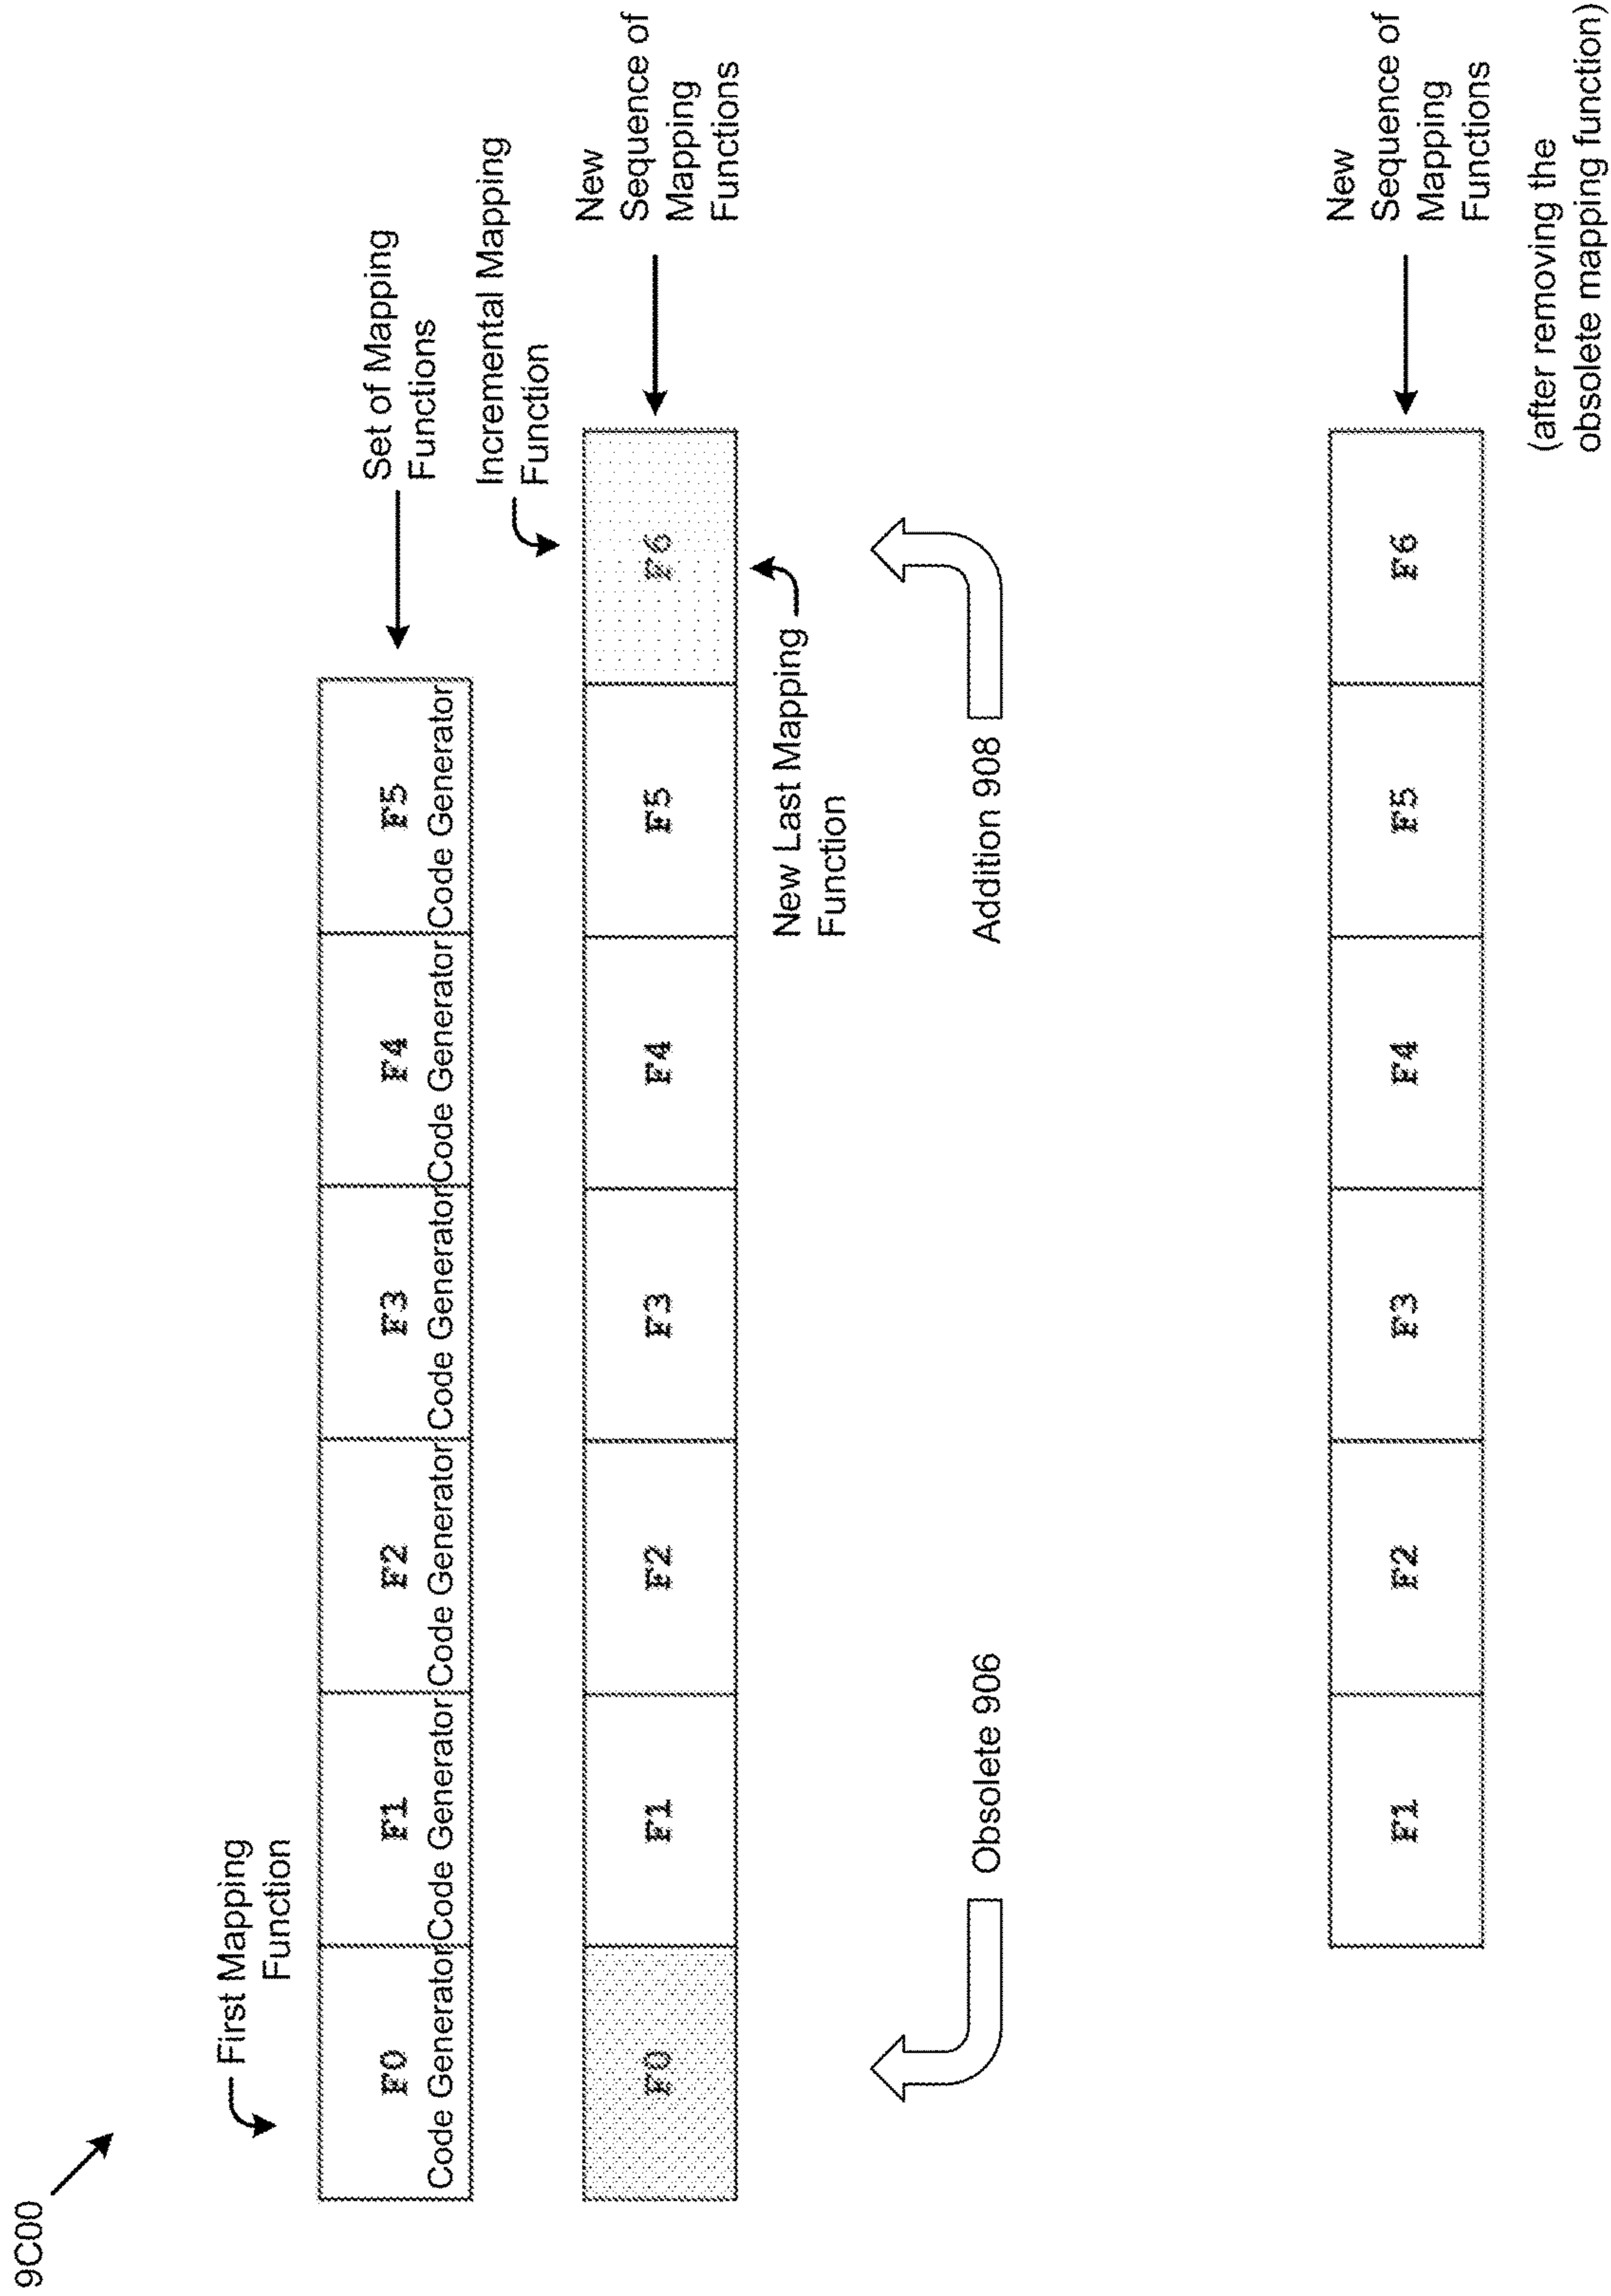 9C00
First Mapping
Function
F0
Code Generator
F1
Code Generator
F2
Code Generator
F3
Code Generator
F4
Code Generator
F5
Code Generator
Set of Mapping
Functions
Incremental Mapping
Function
F0
F1
F2
F3
F4
F5
F6
New
Sequence of
Mapping
Functions
New Last Mapping
Function
Obsolete 906
Addition 908
F1
F2
F3
F4
F5
F6
New
Sequence of
Mapping
Functions
(after removing the
obsolete mapping function)